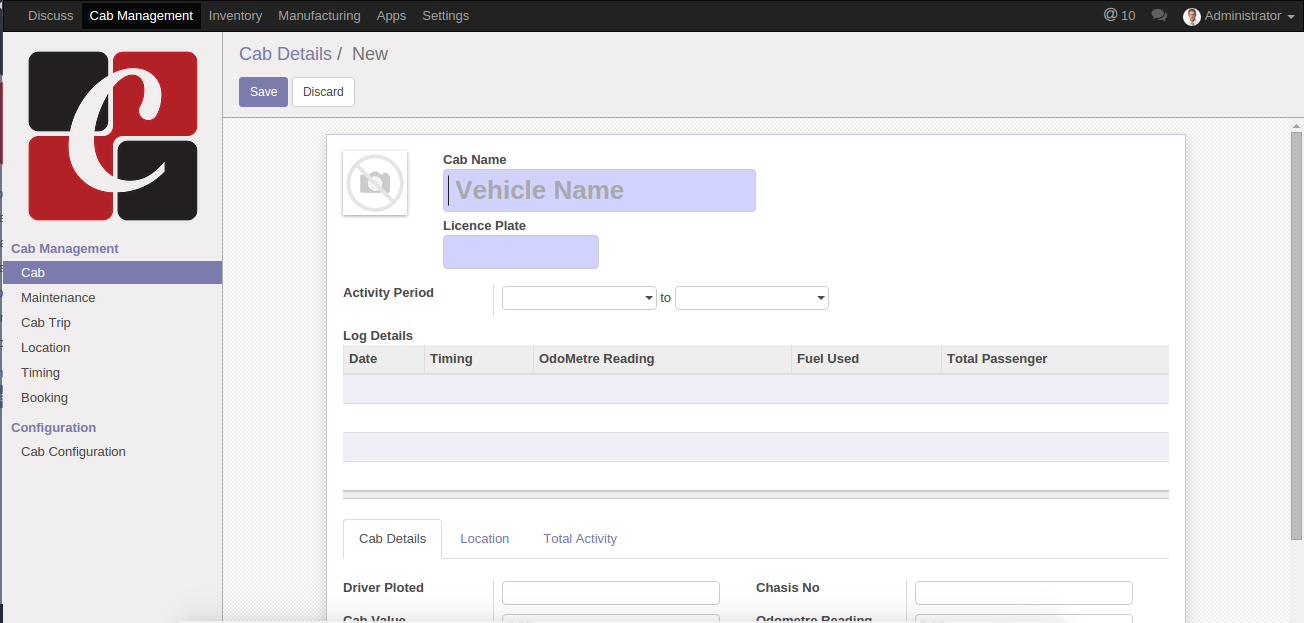 Discuss Cab Management Inventory Manufacturing Apps Settings @ 10 Administrator
C
Cab Details / New
Save Discard
Cab Management
Cab
Maintenance
Cab Trip
Location
Timing
Booking
Configuration
Cab Configuration
Cab Name
Vehicle Name
Licence Plate
Activity Period to
Log Details
Date Timing OdoMetre Reading Fuel Used Total Passenger
Cab Details Location Total Activity
Driver Ploted Chasis No
Cab Value Odometre Reading